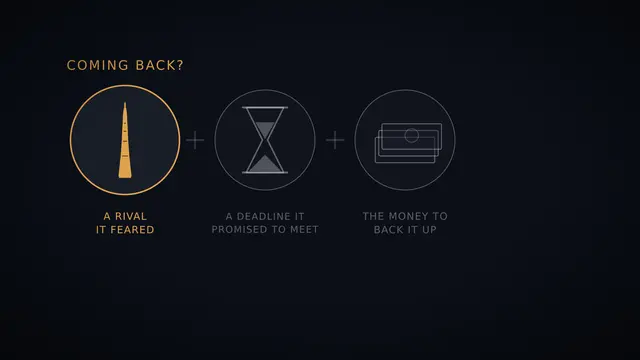 COMING BACK?
A RIVAL
IT FEARED
A DEADLINE IT
PROMISED TO MEET
THE MONEY TO
BACK IT UP